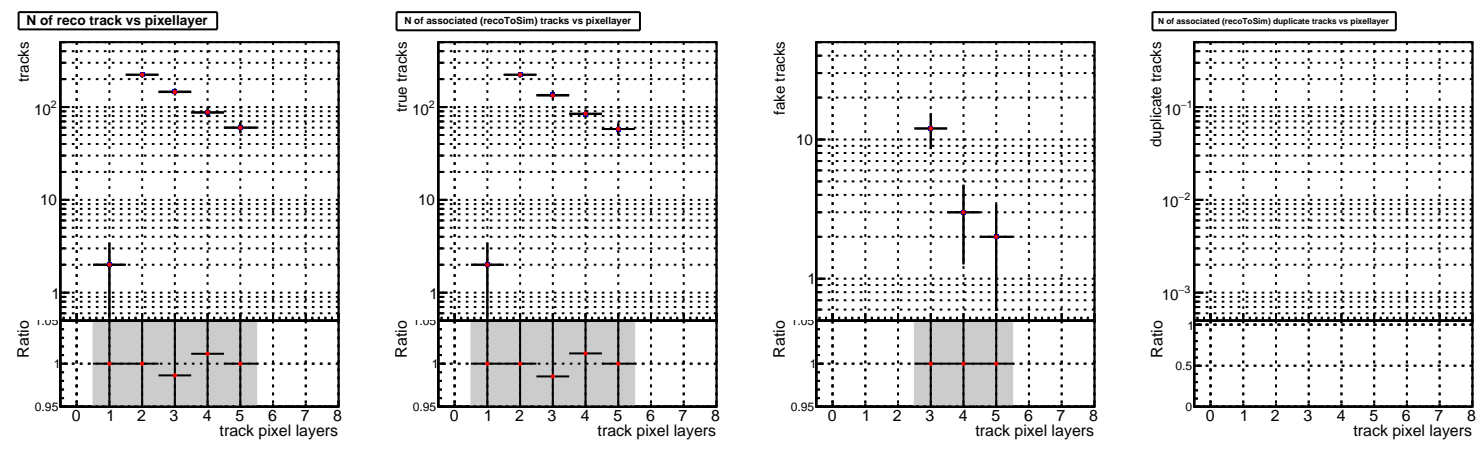 N of reco track vs pixellayer
tracks
10²
10
1
Ratio
1.05
1
0.95
0 1 2 3 4 5 6 7 8
track pixel layers
N of associated (recoToSim) tracks vs pixellayer
true tracks
10²
10
1
Ratio
1.05
1
0.95
0 1 2 3 4 5 6 7 8
track pixel layers
fake tracks
10
1
Ratio
1.05
1
0.95
0 1 2 3 4 5 6 7 8
track pixel layers
N of associated (recoToSim) duplicate tracks vs pixellayer
duplicate tracks
10⁻¹
10⁻²
10⁻³
Ratio
1
0.5
0
0 1 2 3 4 5 6 7 8
track pixel layers